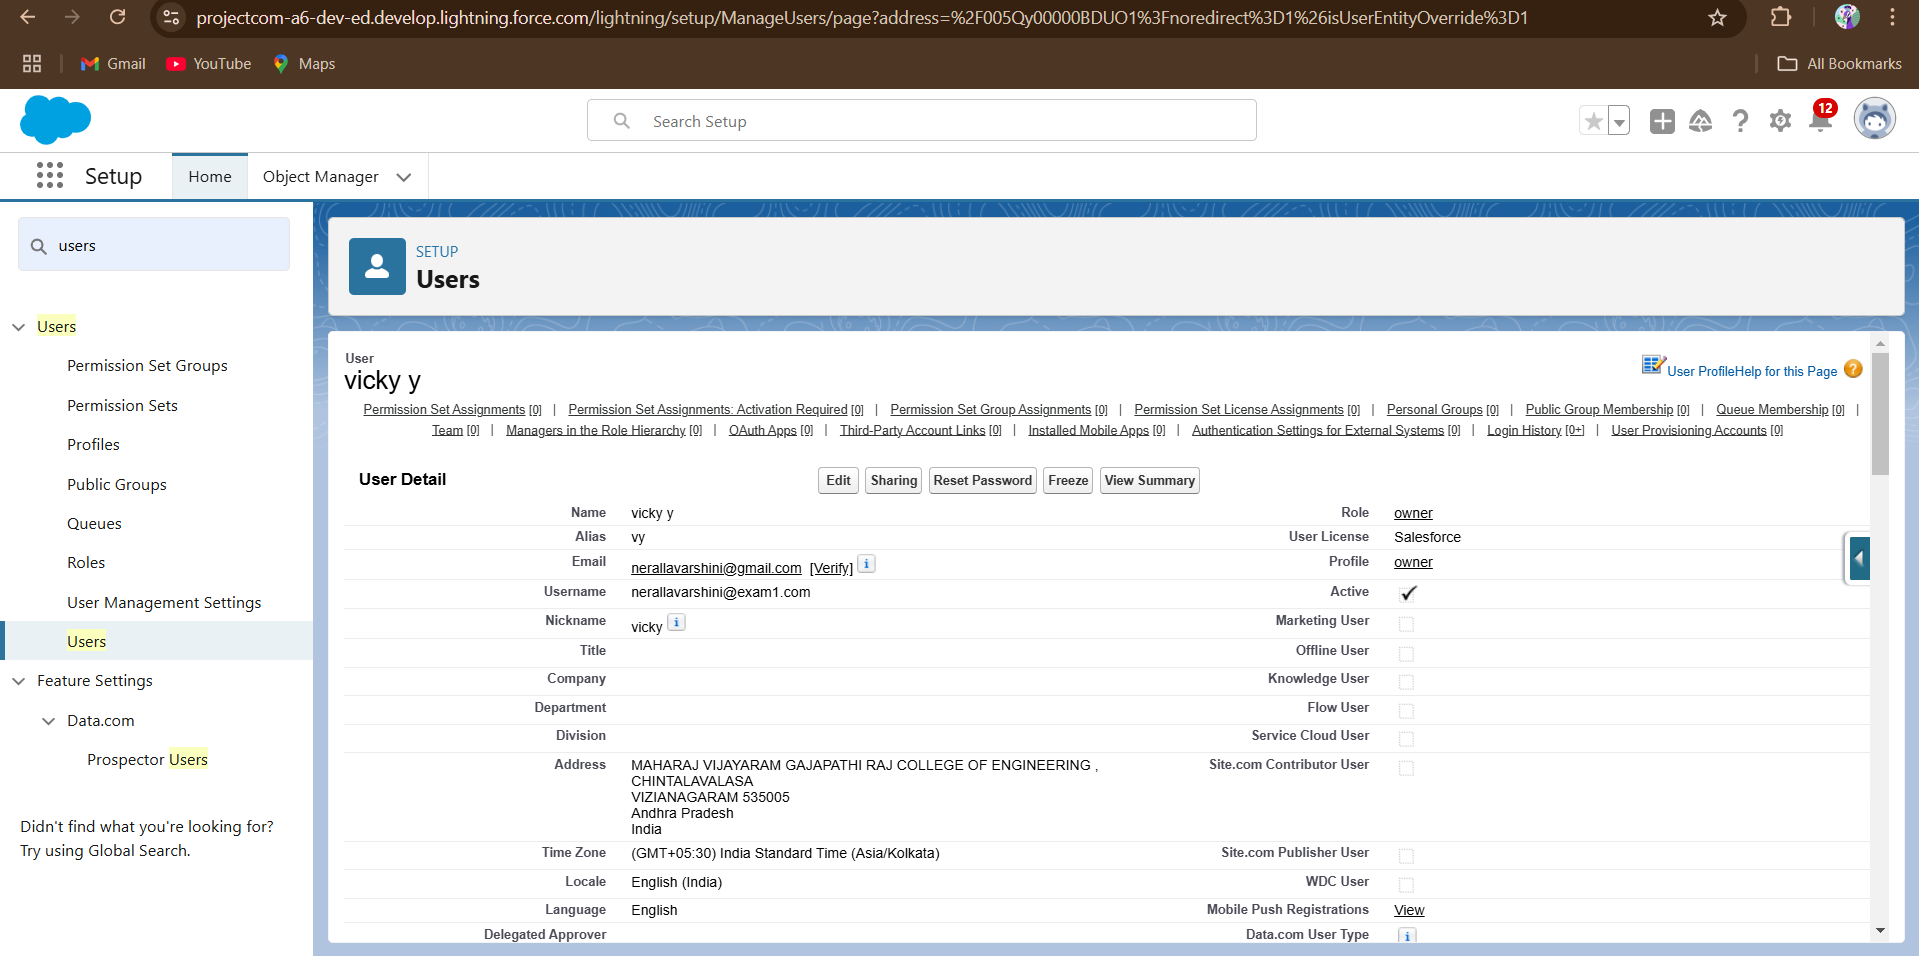 projectcom-a6-dev-ed.develop.lightning.force.com/lightning/setup/ManageUsers/page?address=%2F005Qy00000BDUO1%3Fnoredirect%3D1%26isUserEntityOverride%3D1
Gmail YouTube Maps All Bookmarks
Search Setup
12
Setup Home Object Manager
users
Users
Permission Set Groups
Permission Sets
Profiles
Public Groups
Queues
Roles
User Management Settings
Users
Feature Settings
Data.com
Prospector Users
Didn't find what you're looking for?
Try using Global Search.
SETUP
Users
User
vicky y
User Profile Help for this Page ?
Permission Set Assignments [0] | Permission Set Assignments: Activation Required [0] | Permission Set Group Assignments [0] | Permission Set License Assignments [0] | Personal Groups [0] | Public Group Membership [0] | Queue Membership [0] |
Team [0] | Managers in the Role Hierarchy [0] | OAuth Apps [0] | Third-Party Account Links [0] | Installed Mobile Apps [0] | Authentication Settings for External Systems [0] | Login History [0+] | User Provisioning Accounts [0]
User Detail Edit Sharing Reset Password Freeze View Summary
Name vicky y Role owner
Alias vy User License Salesforce
Email nerallavarshini@gmail.com [Verify] i Profile owner
Username nerallavarshini@exam1.com Active
Nickname vicky i Marketing User
Title Offline User
Company Knowledge User
Department Flow User
Division Service Cloud User
Address MAHARAJ VIJAYARAM GAJAPATHI RAJ COLLEGE OF ENGINEERING , Site.com Contributor User
CHINTALAVALASA
VIZIANAGARAM 535005
Andhra Pradesh
India
Time Zone (GMT+05:30) India Standard Time (Asia/Kolkata) Site.com Publisher User
Locale English (India) WDC User
Language English Mobile Push Registrations View
Delegated Approver Data.com User Type i